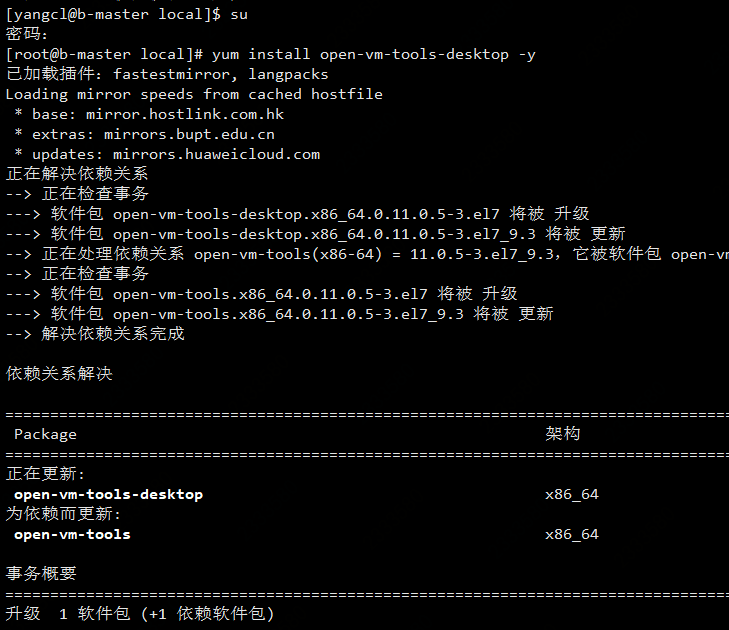 [yangcl@b-master local]$ su
密码：
[root@b-master local]# yum install open-vm-tools-desktop -y
已加载插件：fastestmirror, langpacks
Loading mirror speeds from cached hostfile
 * base: mirror.hostlink.com.hk
 * extras: mirrors.bupt.edu.cn
 * updates: mirrors.huaweicloud.com
正在解决依赖关系
--> 正在检查事务
---> 软件包 open-vm-tools-desktop.x86_64.0.11.0.5-3.el7 将被 升级
---> 软件包 open-vm-tools-desktop.x86_64.0.11.0.5-3.el7_9.3 将被 更新
--> 正在处理依赖关系 open-vm-tools(x86-64) = 11.0.5-3.el7_9.3，它被软件包 open-v
--> 正在检查事务
---> 软件包 open-vm-tools.x86_64.0.11.0.5-3.el7 将被 升级
---> 软件包 open-vm-tools.x86_64.0.11.0.5-3.el7_9.3 将被 更新
--> 解决依赖关系完成

依赖关系解决

================================================================================
 Package 架构
================================================================================
正在更新:
 open-vm-tools-desktop x86_64
为依赖而更新:
 open-vm-tools x86_64

事务概要
================================================================================
升级  1 软件包 (+1 依赖软件包)